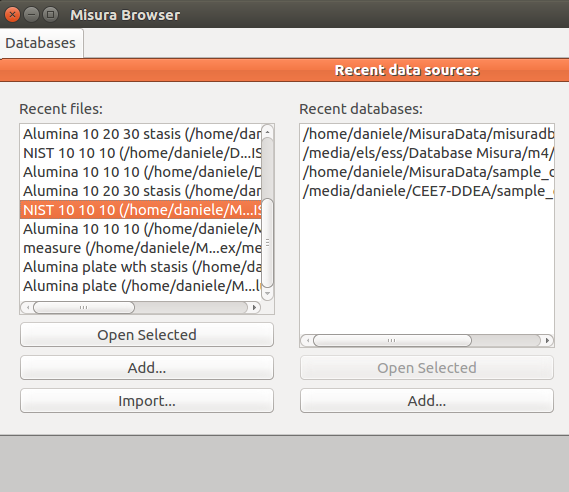 Misura Browser
Databases
Recent data sources
Recent files:
Alumina 10 20 30 stasis (/home/dan
NIST 10 10 10 (/home/daniele/D...IS
Alumina 10 10 10 (/home/daniele/D
Alumina 10 20 30 stasis (/home/dan
NIST 10 10 10 (/home/daniele/M...IS
Alumina 10 10 10 (/home/daniele/M
measure (/home/daniele/M...ex/me
Alumina plate wth stasis (/home/da
Alumina plate (/home/daniele/M...l
Open Selected
Add...
Import...
Recent databases:
/home/daniele/MisuraData/misuradb
/media/els/ess/Database Misura/m4/
/home/daniele/MisuraData/sample_
/media/daniele/CEE7-DDEA/sample_
Open Selected
Add...